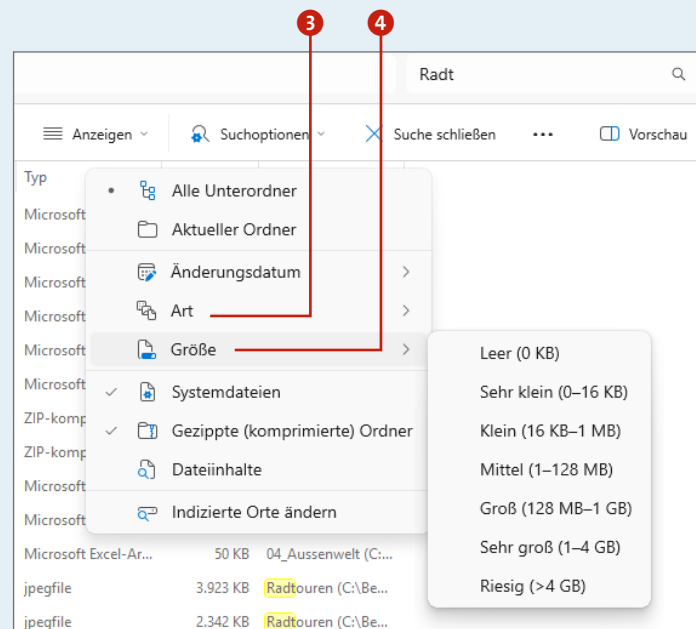 3 4
Radt
Anzeigen Suchoptionen Suche schließen ... Vorschau
Typ
Alle Unterordner
Microsoft
Aktueller Ordner
Microsoft
Änderungsdatum
Microsoft
Art
Microsoft
Größe
Microsoft
Leer (0 KB)
Microsoft
Systemdateien
Sehr klein (0–16 KB)
ZIP-komp
Gezippte (komprimierte) Ordner
Klein (16 KB–1 MB)
ZIP-komp
Dateiinhalte
Mittel (1–128 MB)
Microsoft
Groß (128 MB–1 GB)
Microsoft
Indizierte Orte ändern
Sehr groß (1–4 GB)
Microsoft Excel-Ar... 50 KB 04_Aussenwelt (C:...
Riesig (>4 GB)
jpegfile 3.923 KB Radtouren (C:\Be...
jpegfile 2.342 KB Radtouren (C:\Be...